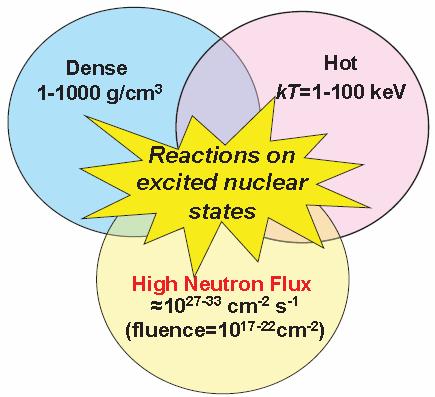 Dense
1-1000 g/cm³
Hot
kT=1-100 keV
Reactions on
excited nuclear
states
High Neutron Flux
≈10²⁷⁻³³ cm⁻² s⁻¹
(fluence=10¹⁷⁻²²cm⁻²)